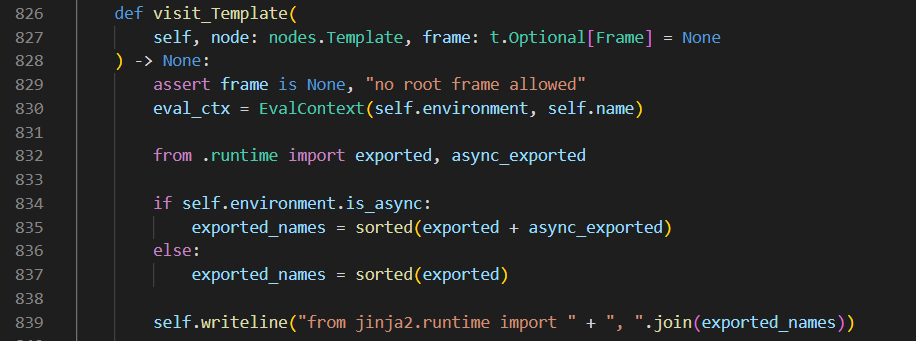 826 def visit_Template(
827 self, node: nodes.Template, frame: t.Optional[Frame] = None
828 ) -> None:
829 assert frame is None, "no root frame allowed"
830 eval_ctx = EvalContext(self.environment, self.name)
831
832 from .runtime import exported, async_exported
833
834 if self.environment.is_async:
835 exported_names = sorted(exported + async_exported)
836 else:
837 exported_names = sorted(exported)
838
839 self.writeline("from jinja2.runtime import " + ", ".join(exported_names))